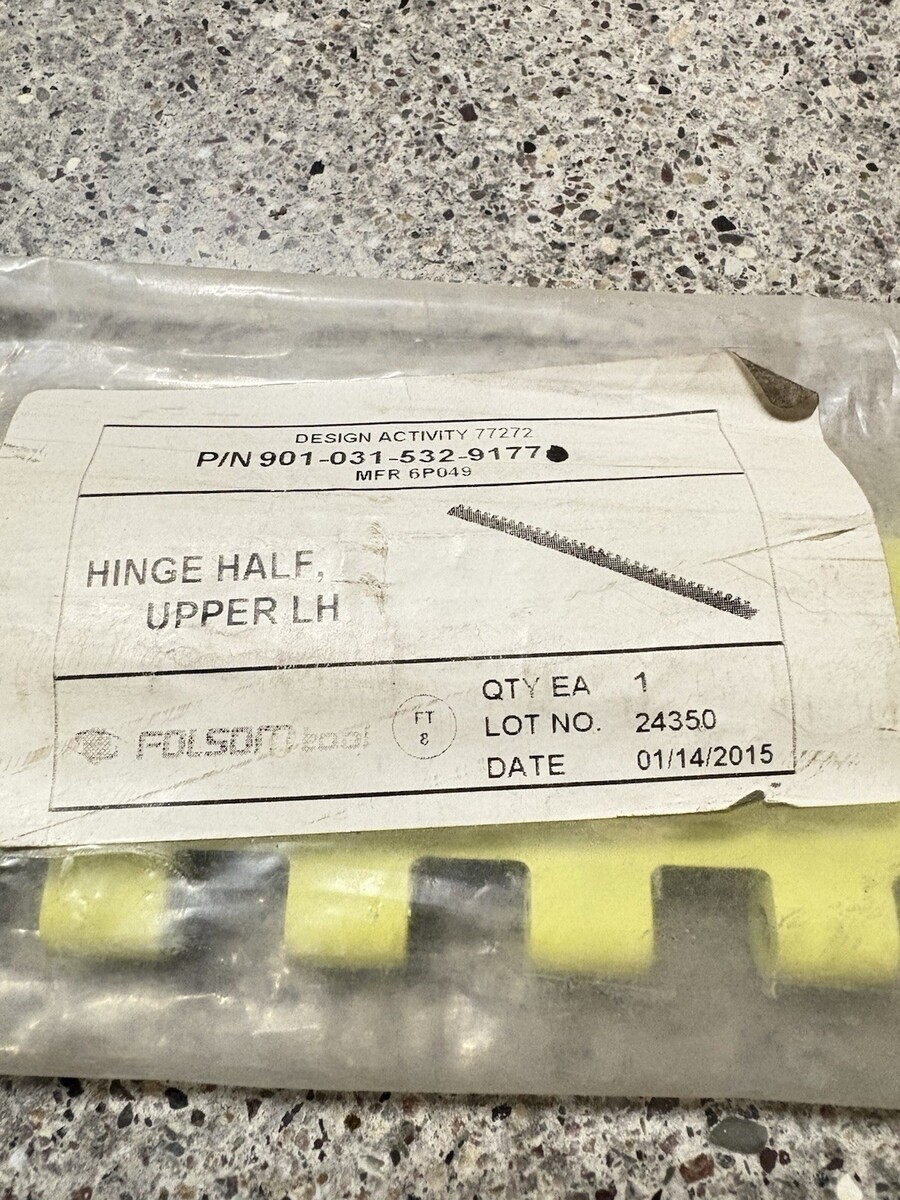 DESIGN ACTIVITY 77272
P/N 901-031-532-9177
MFR 6P049
HINGE HALF,
UPPER LH
FOLSOM tool
FT
8
QTY EA 1
LOT NO. 24350
DATE 01/14/2015